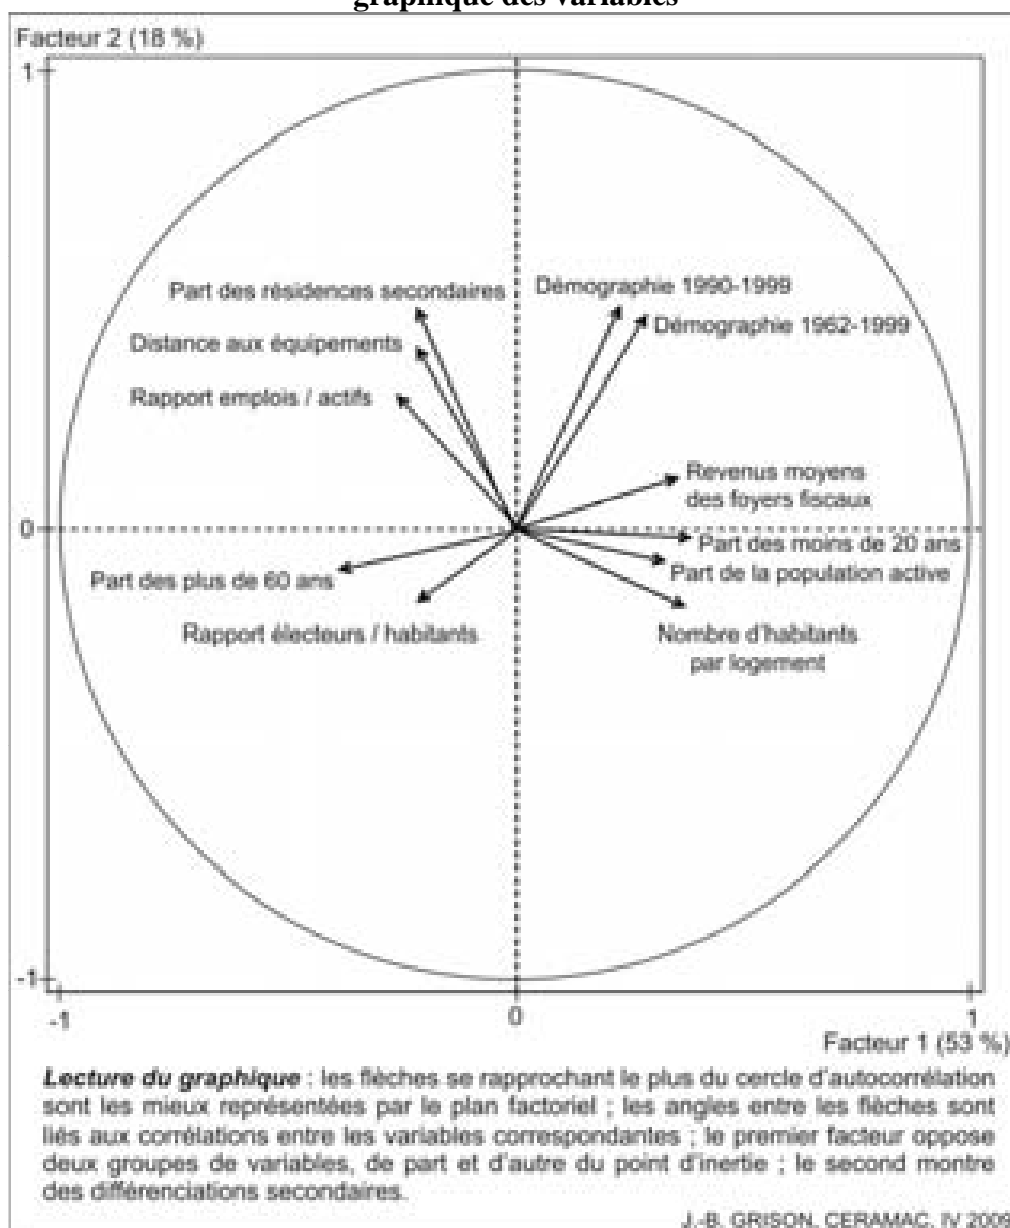 graphique des variables
Facteur 2 (18 %)
1
Part des résidences secondaires
Démographie 1990-1999
Démographie 1962-1999
Distance aux équipements
Rapport emplois / actifs
Revenus moyens
des foyers fiscaux
0
Part des moins de 20 ans
Part des plus de 60 ans
Part de la population active
Rapport électeurs / habitants
Nombre d'habitants
par logement
-1
-1
0
1
Facteur 1 (53 %)
Lecture du graphique : les flèches se rapprochant le plus du cercle d'autocorrélation
sont les mieux représentées par le plan factoriel ; les angles entre les flèches sont
liés aux corrélations entre les variables correspondantes ; le premier facteur oppose
deux groupes de variables, de part et d'autre du point d'inertie ; le second montre
des différenciations secondaires.
J.-B. GRISON, CERAMAC, IV 2009